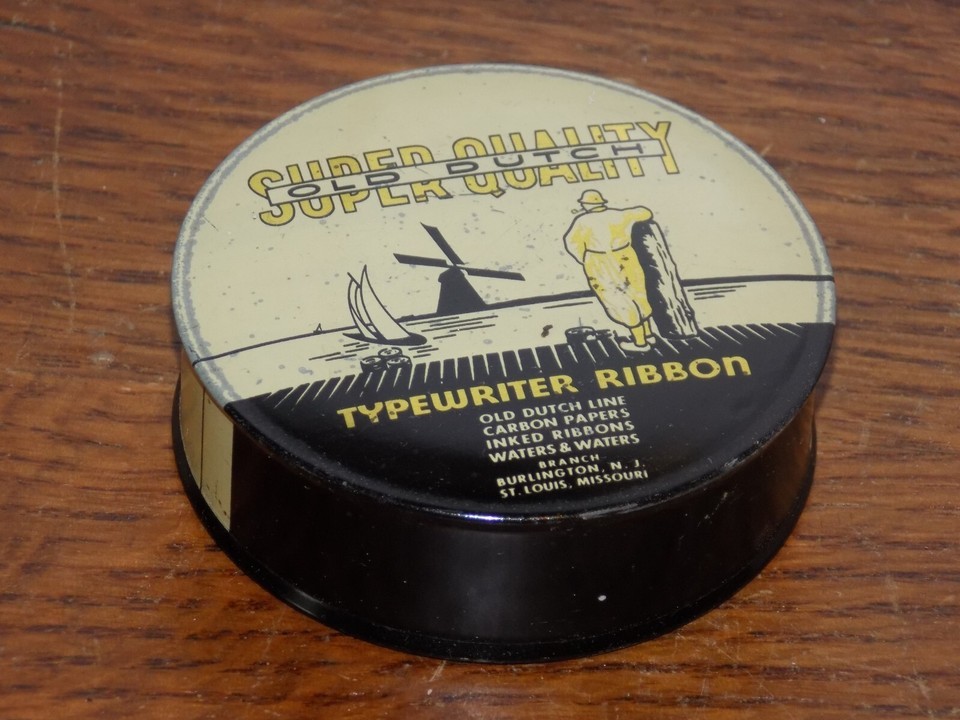 SUPER QUALITY
OLD DUTCH
TYPEWRITER RIBBON
OLD DUTCH LINE
CARBON PAPERS
INKED RIBBONS
WATERS & WATERS
BRANCH
BURLINGTON, N. J.
ST. LOUIS, MISSOURI